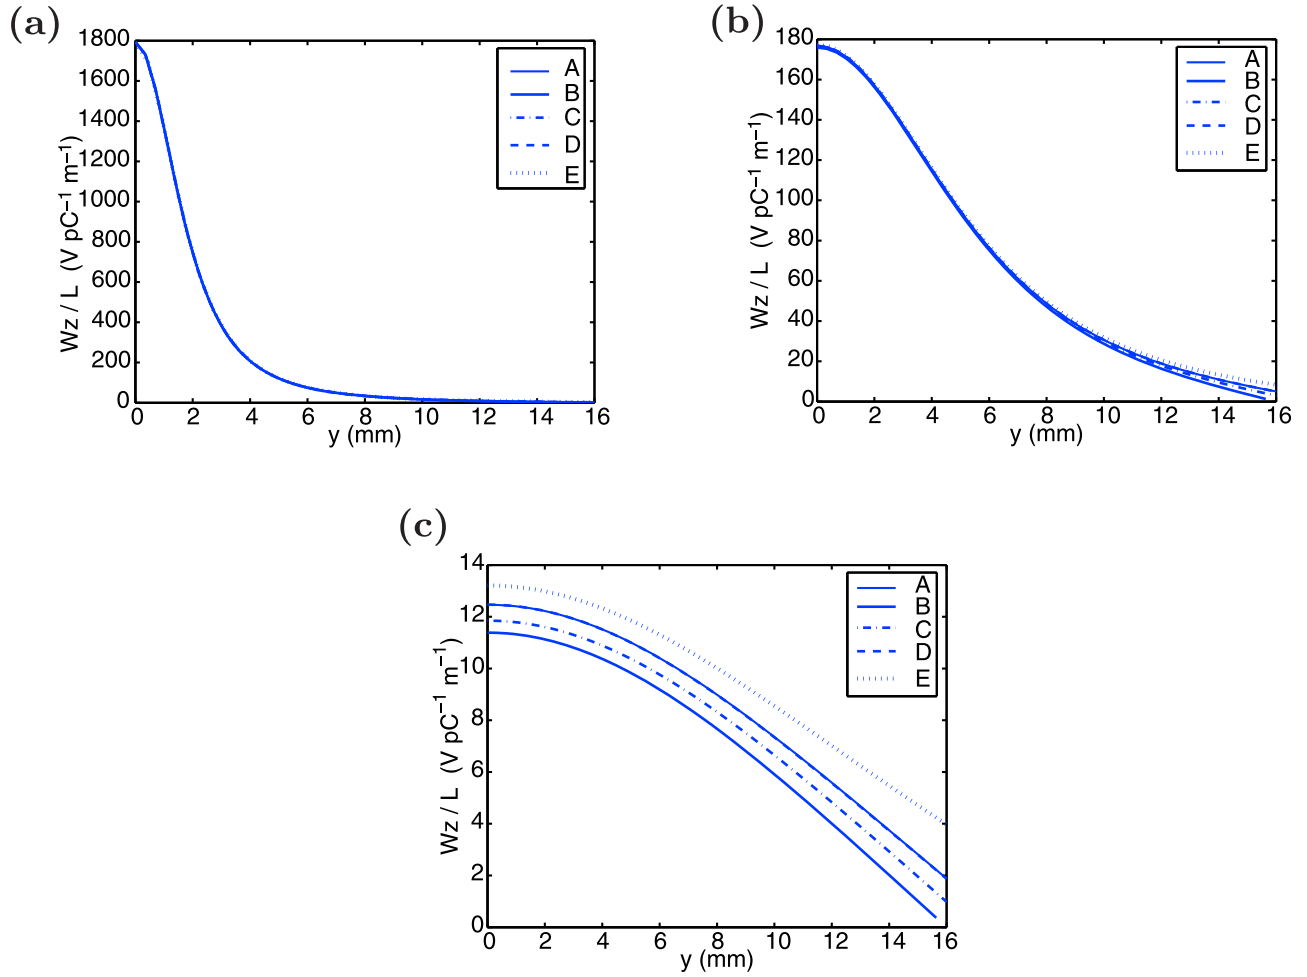 (a)
1800
1600
1400
1200
1000
800
600
400
200
0
Wz / L (V pC⁻¹ m⁻¹)
0 2 4 6 8 10 12 14 16
y (mm)
A
B
C
D
E
(b)
180
160
140
120
100
80
60
40
20
0
Wz / L (V pC⁻¹ m⁻¹)
0 2 4 6 8 10 12 14 16
y (mm)
A
B
C
D
E
(c)
14
12
10
8
6
4
2
0
Wz / L (V pC⁻¹ m⁻¹)
0 2 4 6 8 10 12 14 16
y (mm)
A
B
C
D
E